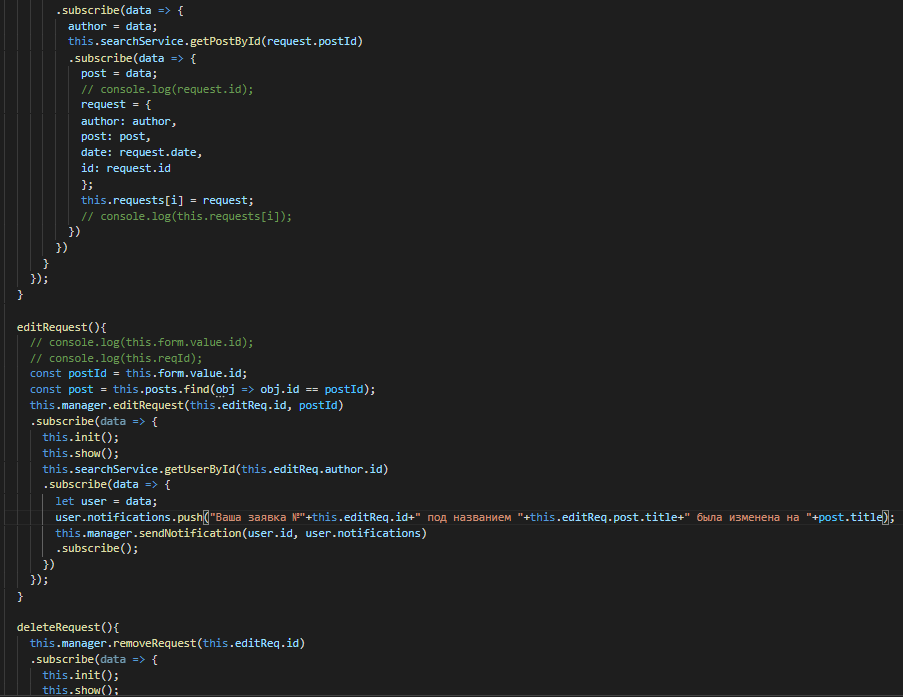 .subscribe(data => {
author = data;
this.searchService.getPostById(request.postId)
.subscribe(data => {
post = data;
// console.log(request.id);
request = {
author: author,
post: post,
date: request.date,
id: request.id
};
this.requests[i] = request;
// console.log(this.requests[i]);
})
})
}
});
}
editRequest(){
// console.log(this.form.value.id);
// console.log(this.reqId);
const postId = this.form.value.id;
const post = this.posts.find(obj => obj.id == postId);
this.manager.editRequest(this.editReq.id, postId)
.subscribe(data => {
this.init();
this.show();
this.searchService.getUserById(this.editReq.author.id)
.subscribe(data => {
let user = data;
user.notifications.push("Ваша заявка №"+this.editReq.id+" под названием "+this.editReq.post.title+" была изменена на "+post.title);
this.manager.sendNotification(user.id, user.notifications)
.subscribe();
})
});
}
deleteRequest(){
this.manager.removeRequest(this.editReq.id)
.subscribe(data => {
this.init();
this.show();